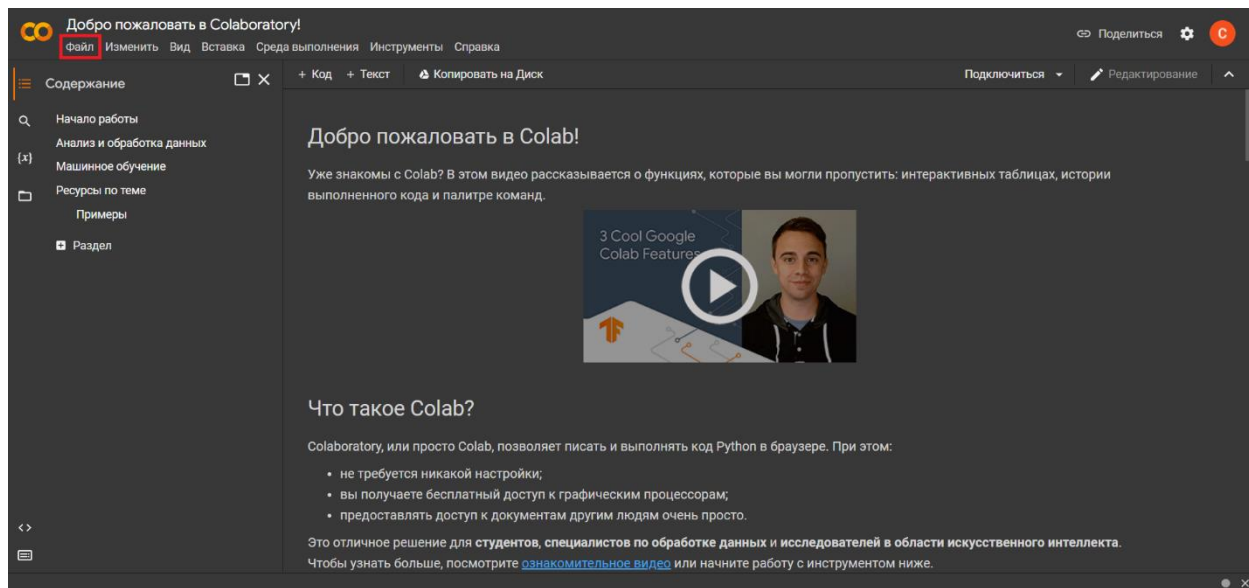 Добро пожаловать в Colaboratory!
Файл Изменить Вид Вставка Среда выполнения Инструменты Справка
Поделиться
C
Содержание
Начало работы
Анализ и обработка данных
Машинное обучение
Ресурсы по теме
Примеры
Раздел
{x}
+ Код + Текст Копировать на Диск
Подключиться
Редактирование
Добро пожаловать в Colab!
Уже знакомы с Colab? В этом видео рассказывается о функциях, которые вы могли пропустить: интерактивных таблицах, истории
выполненного кода и палитре команд.
3 Cool Google
Colab Features
Что такое Colab?
Colaboratory, или просто Colab, позволяет писать и выполнять код Python в браузере. При этом:
• не требуется никакой настройки;
• вы получаете бесплатный доступ к графическим процессорам;
• предоставлять доступ к документам другим людям очень просто.
Это отличное решение для студентов, специалистов по обработке данных и исследователей в области искусственного интеллекта.
Чтобы узнать больше, посмотрите ознакомительное видео или начните работу с инструментом ниже.